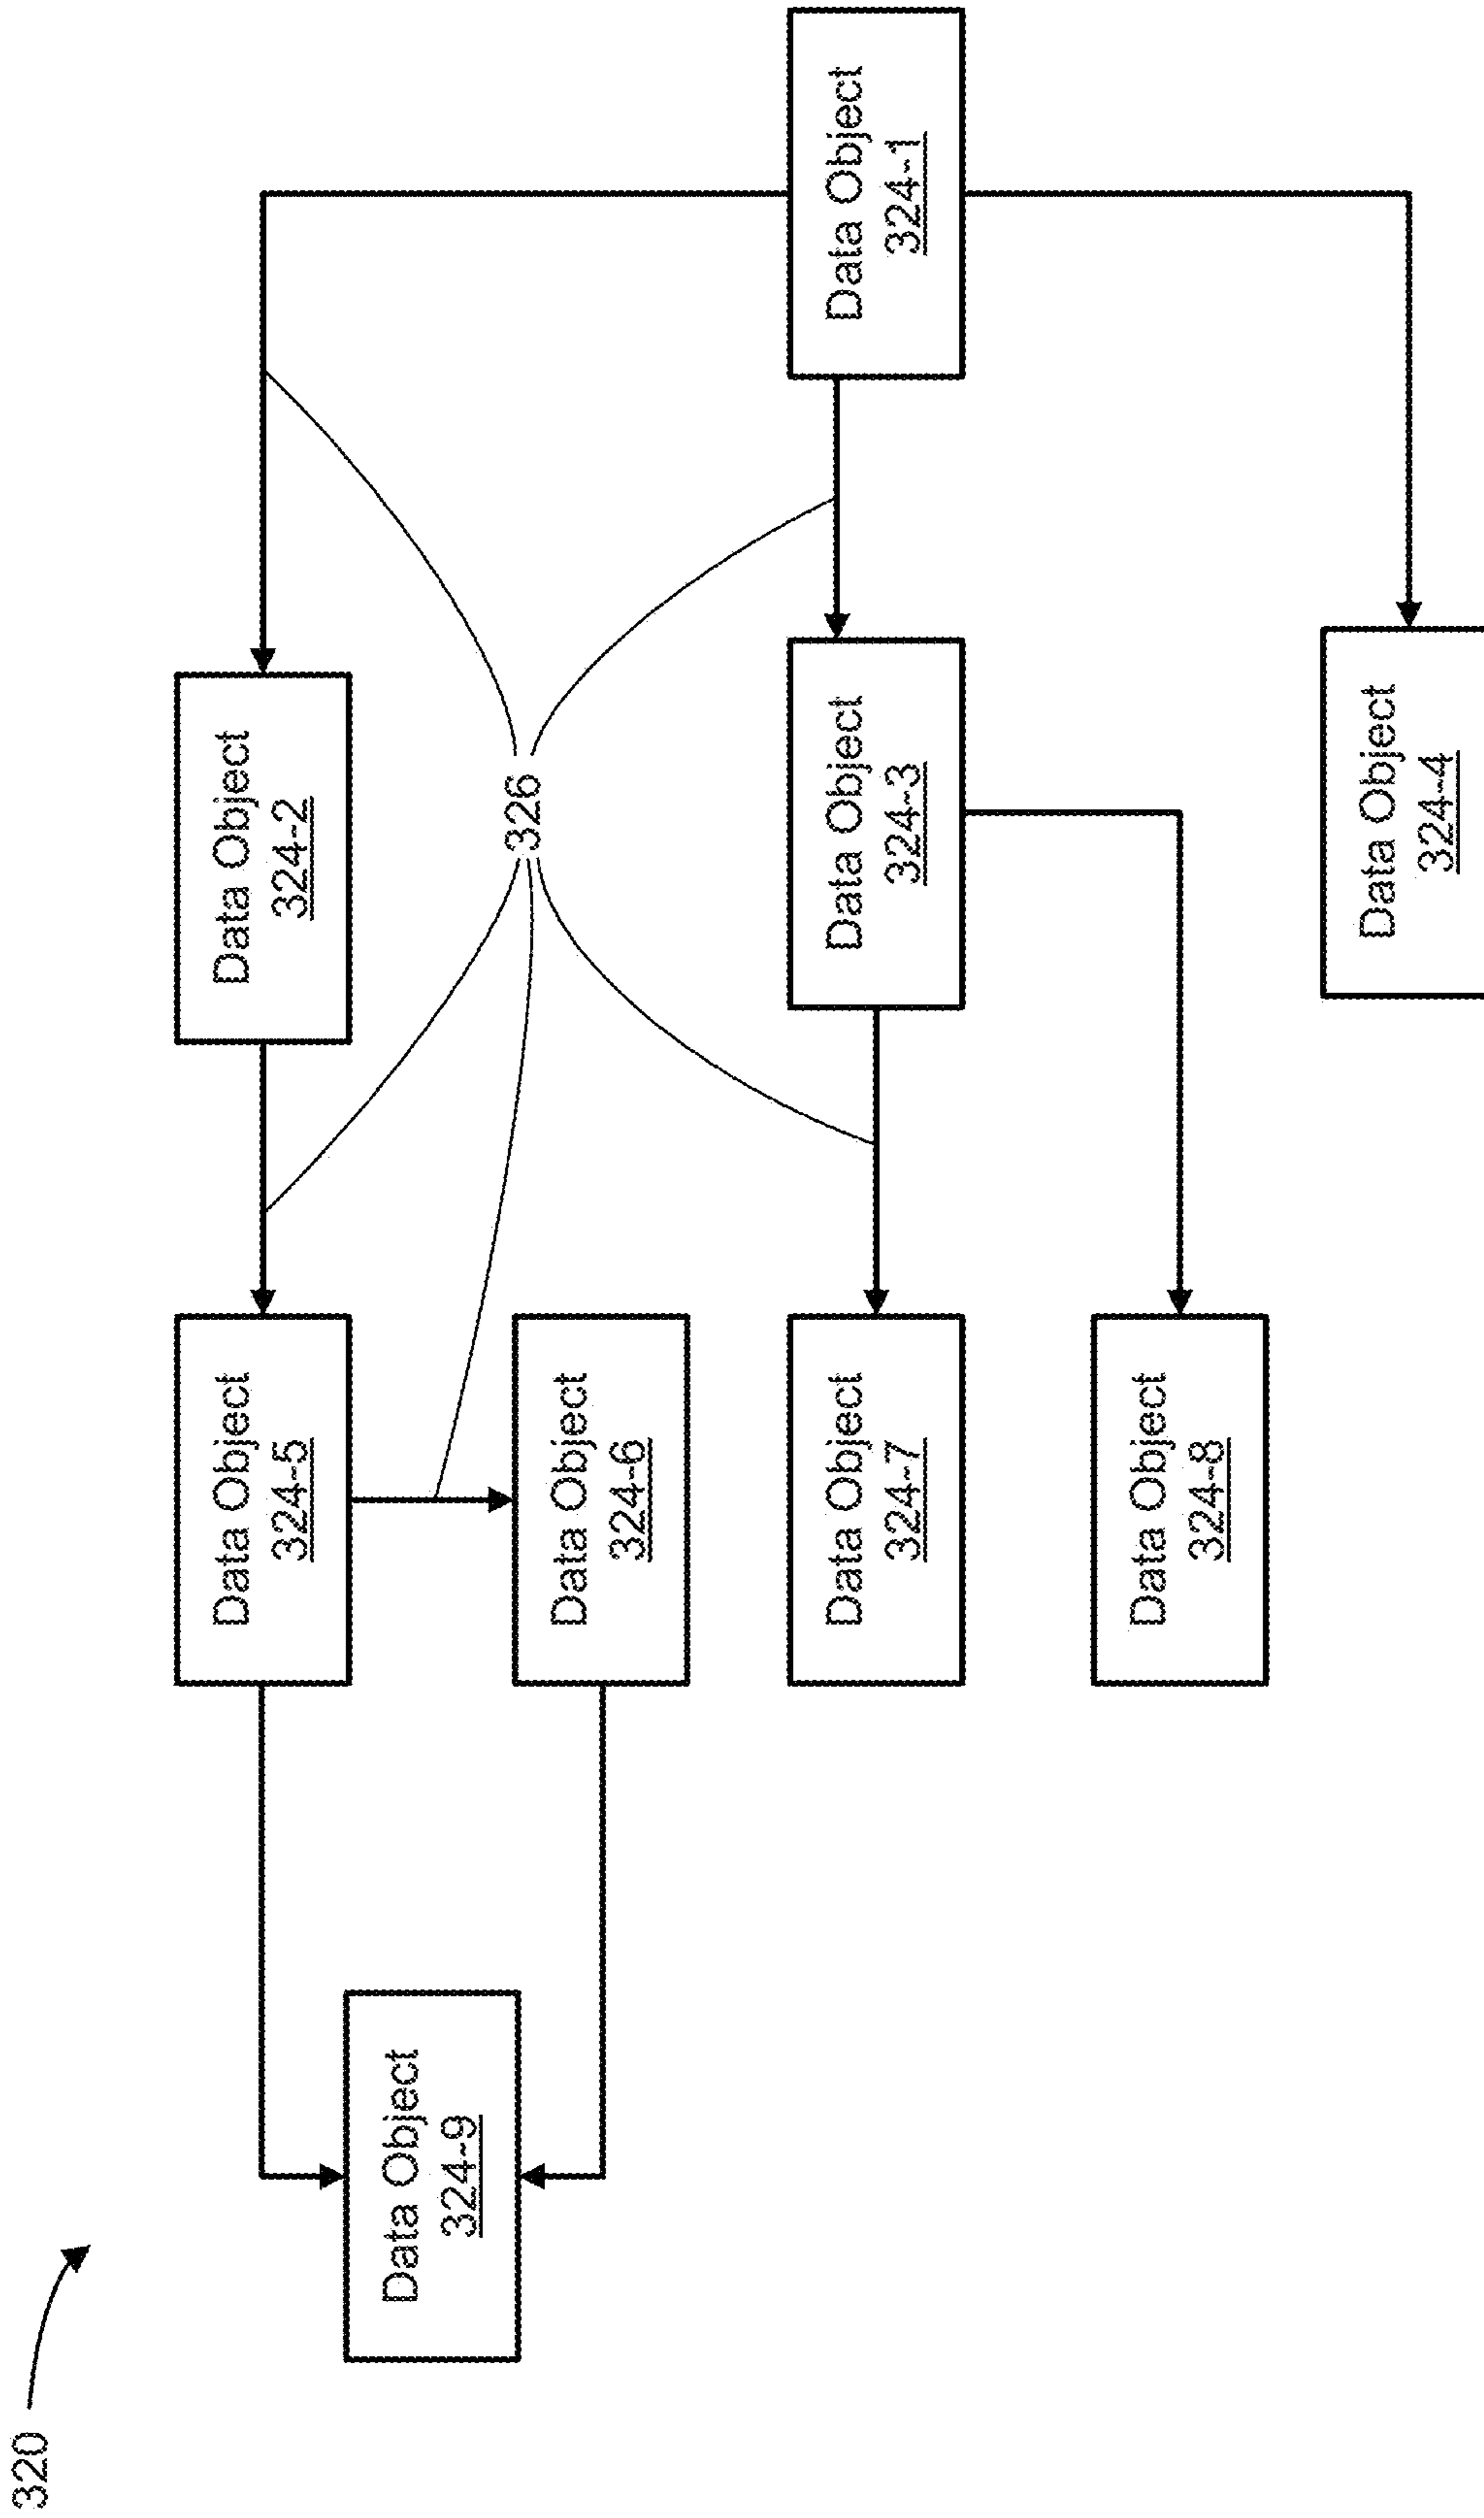 320
Data Object
324-5
Data Object
324-2
Data Object
324-9
Data Object
324-6
326
Data Object
324-7
Data Object
324-3
Data Object
324-1
Data Object
324-8
Data Object
324-4